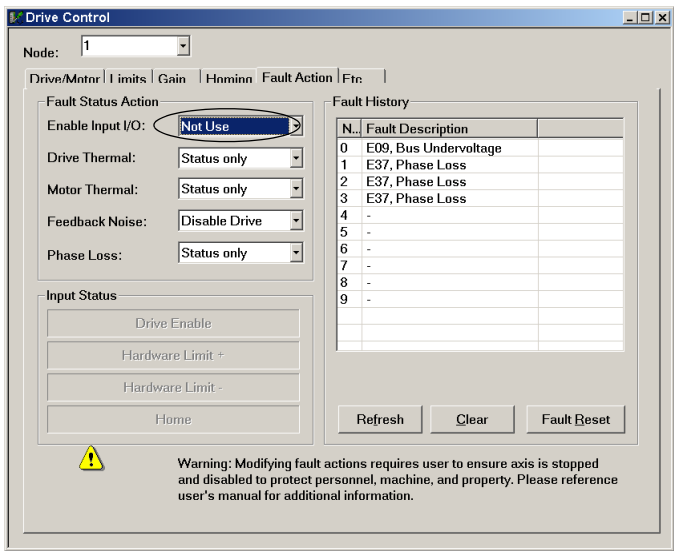 Drive Control
Node: 1
Drive/Motor Limits Gain Homing Fault Action Etc
Fault Status Action
Enable Input I/O: Not Use
Drive Thermal: Status only
Motor Thermal: Status only
Feedback Noise: Disable Drive
Phase Loss: Status only
Input Status
Drive Enable
Hardware Limit +
Hardware Limit -
Home
Fault History
N... Fault Description
0 E09, Bus Undervoltage
1 E37, Phase Loss
2 E37, Phase Loss
3 E37, Phase Loss
4 -
5 -
6 -
7 -
8 -
9 -
Refresh Clear Fault Reset
Warning: Modifying fault actions requires user to ensure axis is stopped
and disabled to protect personnel, machine, and property. Please reference
user's manual for additional information.